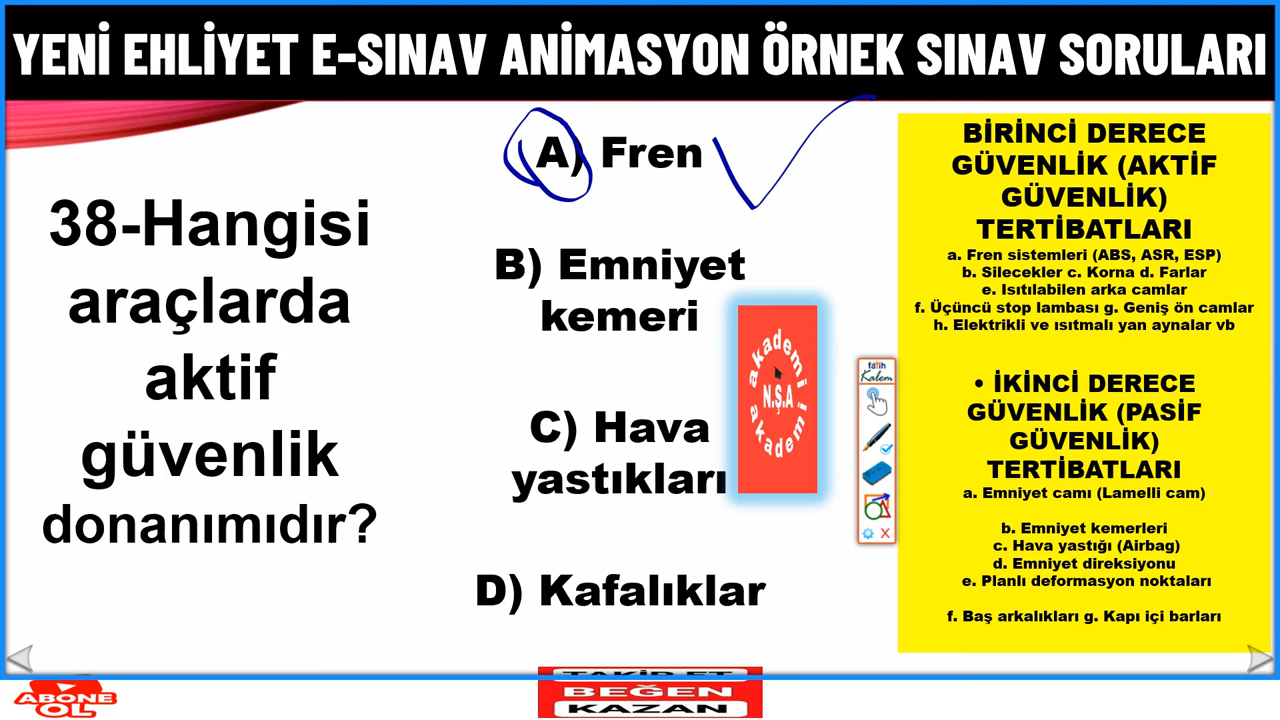 YENİ EHLİYET E-SINAV ANİMASYON ÖRNEK SINAV SORULARI
38-Hangisi
araçlarda
aktif
güvenlik
donanımıdır?
A) Fren
B) Emniyet
kemeri
C) Hava
yastıkları
D) Kafalıklar
akademi
N.Ş.A
akademi
fatih
Kalem
BİRİNCİ DERECE
GÜVENLİK (AKTİF
GÜVENLİK)
TERTİBATLARI
a. Fren sistemleri (ABS, ASR, ESP)
b. Silecekler c. Korna d. Farlar
e. Isıtılabilen arka camlar
f. Üçüncü stop lambası g. Geniş ön camlar
h. Elektrikli ve ısıtmalı yan aynalar vb
• İKİNCİ DERECE
GÜVENLİK (PASİF
GÜVENLİK)
TERTİBATLARI
a. Emniyet camı (Lamelli cam)
b. Emniyet kemerleri
c. Hava yastığı (Airbag)
d. Emniyet direksiyonu
e. Planlı deformasyon noktaları
f. Baş arkalıkları g. Kapı içi barları
ABONE
OL
TAKİP ET
BEĞEN
KAZAN